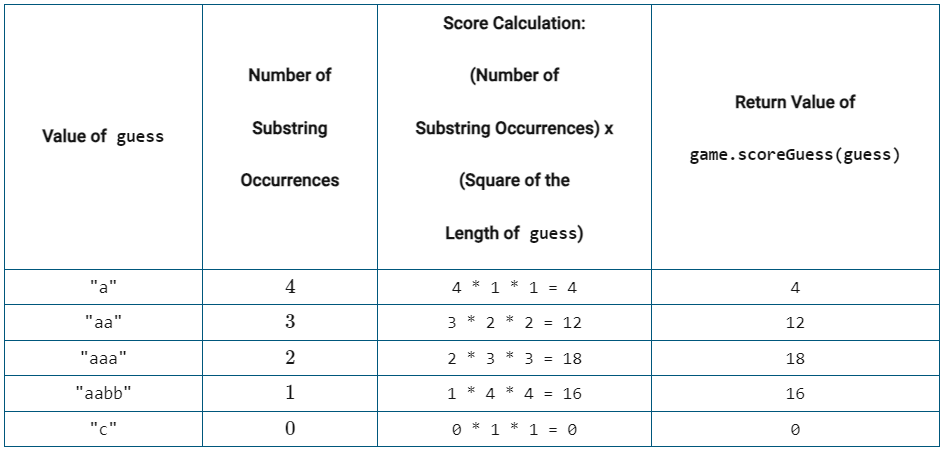 Value of guess
Number of
Substring
Occurrences
Score Calculation:
(Number of
Substring Occurrences) x
(Square of the
Length of guess)
Return Value of
game.scoreGuess(guess)
"a" 4 4 * 1 * 1 = 4 4
"aa" 3 3 * 2 * 2 = 12 12
"aaa" 2 2 * 3 * 3 = 18 18
"aabb" 1 1 * 4 * 4 = 16 16
"c" 0 0 * 1 * 1 = 0 0